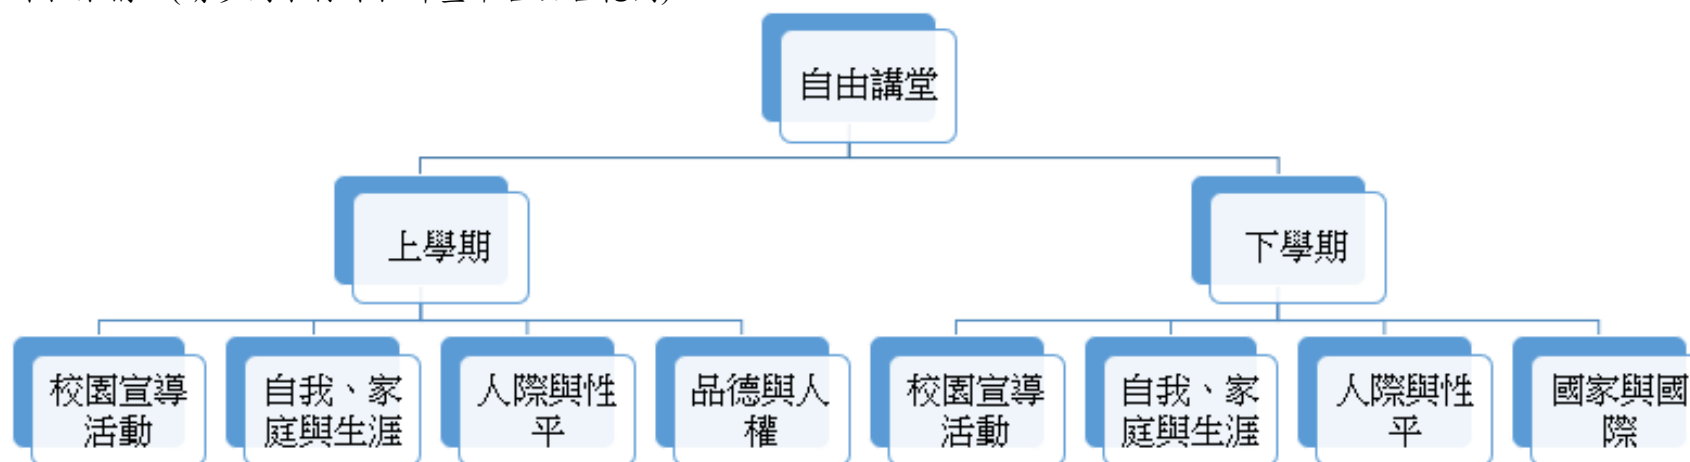 自由講堂
上學期
下學期
校園宣導
活動
自我、家
庭與生涯
人際與性
平
品德與人
權
校園宣導
活動
自我、家
庭與生涯
人際與性
平
國家與國
際